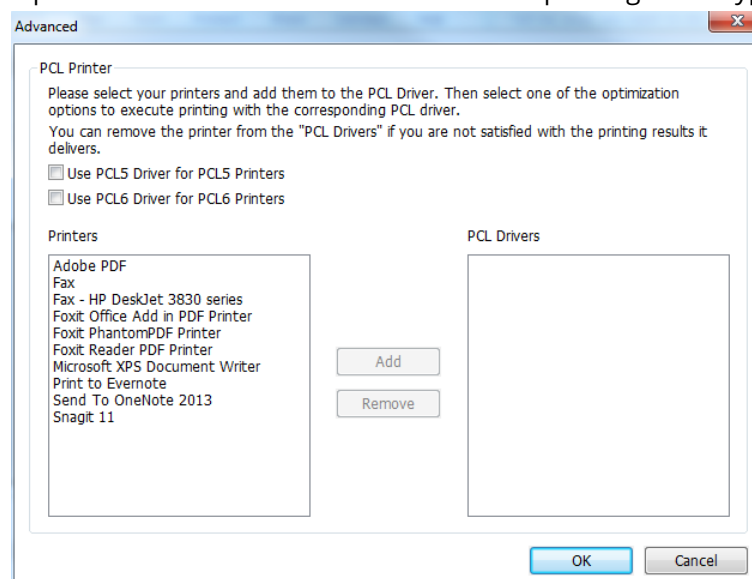 Advanced
PCL Printer
Please select your printers and add them to the PCL Driver. Then select one of the optimization
options to execute printing with the corresponding PCL driver.
You can remove the printer from the "PCL Drivers" if you are not satisfied with the printing results it
delivers.
Use PCL5 Driver for PCL5 Printers
Use PCL6 Driver for PCL6 Printers
Printers
PCL Drivers
Adobe PDF
Fax
Fax - HP DeskJet 3830 series
Foxit Office Add in PDF Printer
Foxit PhantomPDF Printer
Foxit Reader PDF Printer
Microsoft XPS Document Writer
Print to Evernote
Send To OneNote 2013
Snagit 11
Add
Remove
OK
Cancel